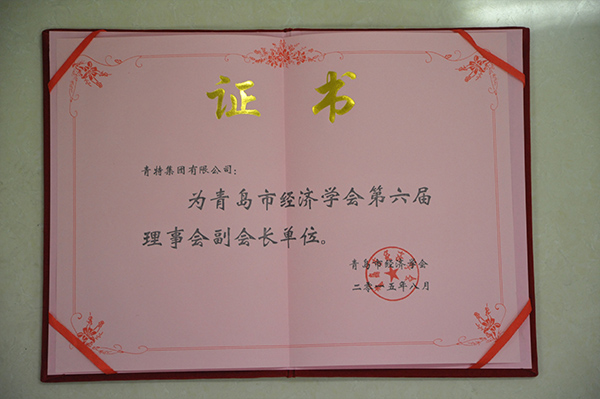 证书
青特集团有限公司：
为青岛市经济学会第六届
理事会副会长单位。
青岛市经济学会
二〇一五年八月